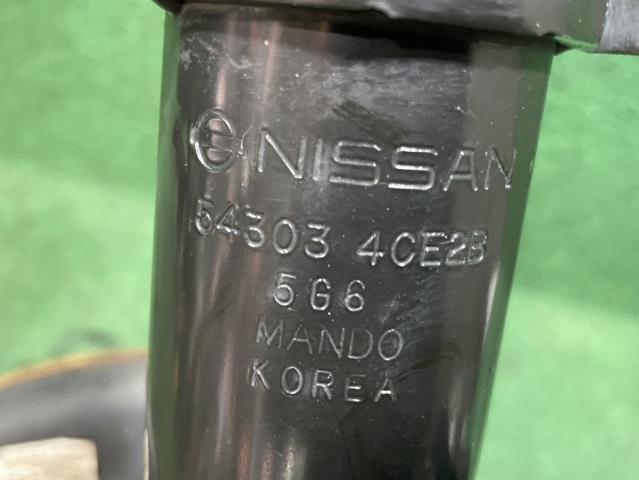 NISSAN
54303 4CE2B
5G6
MANDO
KOREA